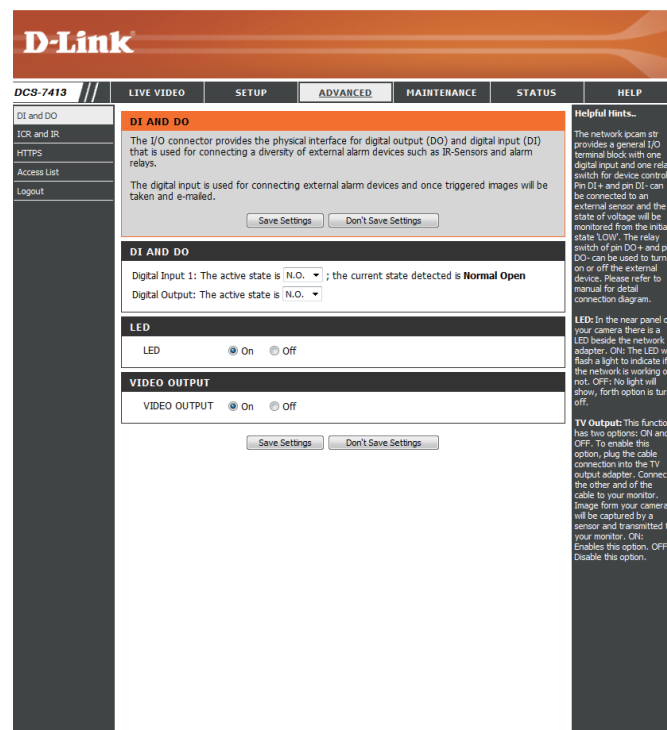 D-Link
DCS-7413
LIVE VIDEO
SETUP
ADVANCED
MAINTENANCE
STATUS
HELP
DI and DO
ICR and IR
HTTPS
Access List
Logout
DI AND DO
The I/O connector provides the physical interface for digital output (DO) and digital input (DI)
that is used for connecting a diversity of external alarm devices such as IR-Sensors and alarm
relays.
The digital input is used for connecting external alarm devices and once triggered images will be
taken and e-mailed.
Save Settings Don't Save Settings
DI AND DO
Digital Input 1: The active state is N.O. ; the current state detected is Normal Open
Digital Output: The active state is N.O.
LED
LED On Off
VIDEO OUTPUT
VIDEO OUTPUT On Off
Save Settings Don't Save Settings
Helpful Hints..
The network ipcam str
provides a general I/O
terminal block with one
digital input and one rela
switch for device control
Pin DI+ and pin DI- can
be connected to an
external sensor and the
state of voltage will be
monitored from the initia
state 'LOW'. The relay
switch of pin DO+ and p
DO- can be used to turn
on or off the external
device. Please refer to
manual for detail
connection diagram.
LED: In the near panel o
your camera there is a
LED beside the network
adapter. ON: The LED w
flash a light to indicate if
the network is working o
not. OFF: No light will
show, forth option is tur
off.
TV Output: This functio
has two options: ON and
OFF. To enable this
option, plug the cable
connection into the TV
output adapter. Connec
the other and of the
cable to your monitor.
Image form your camera
will be captured by a
sensor and transmitted t
your monitor. ON:
Enables this option. OFF
Disable this option.